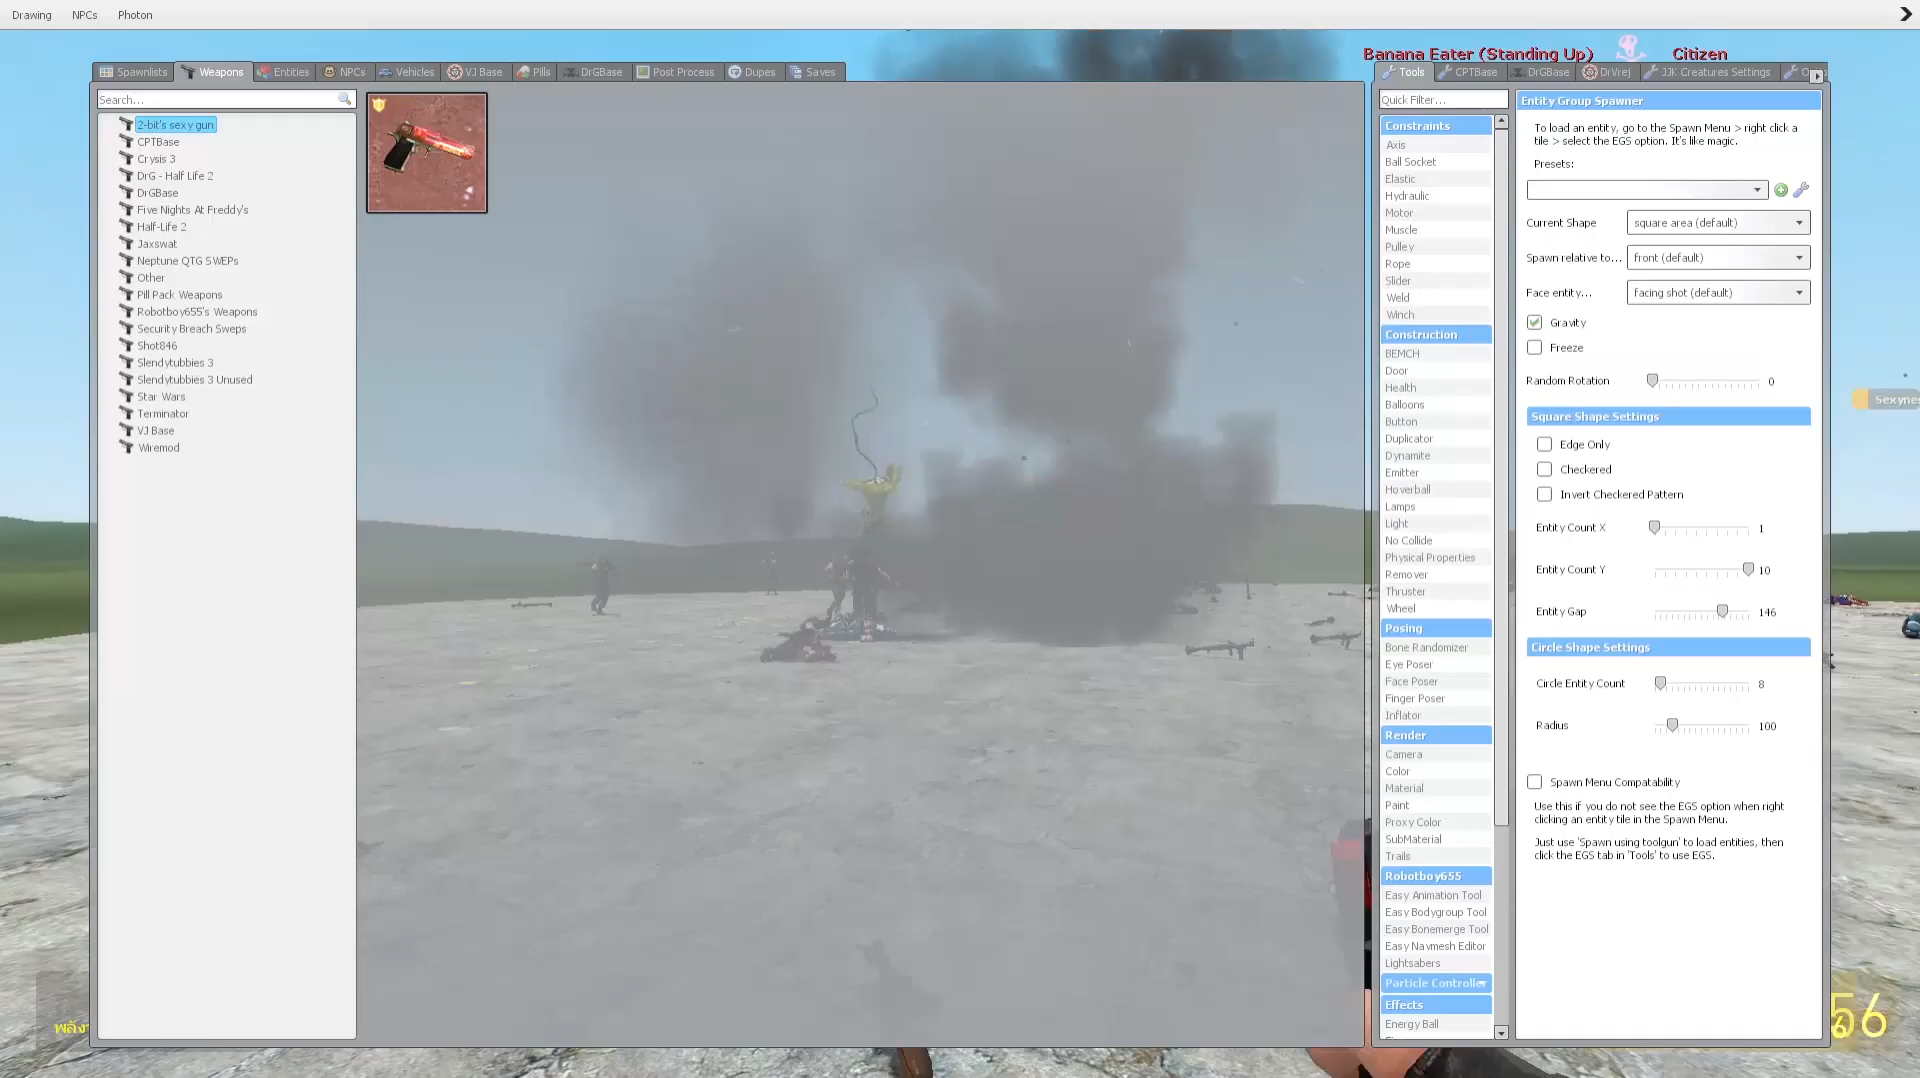 Drawing NPCs Photon
Banana Eater (Standing Up) Citizen
Spawnlists Weapons Entities NPCs Vehicles VJ Base Pills DrGBase Post Process Dupes Saves
Search...
2-bit's sexy gun
CPTBase
Crysis 3
DrG - Half Life 2
DrGBase
Five Nights At Freddy's
Half-Life 2
Jaxswat
Neptune QTG SWEPs
Other
Pill Pack Weapons
Robotboy655's Weapons
Security Breach Sweps
Shot846
Slendytubbies 3
Slendytubbies 3 Unused
Star Wars
Terminator
VJ Base
Wiremod
Tools CPTBase DrGBase DrVrej JJK Creatures Settings
Quick Filter...
Constraints
Axis
Ball Socket
Elastic
Hydraulic
Motor
Muscle
Pulley
Rope
Slider
Weld
Winch
Construction
BEMCH
Door
Health
Balloons
Button
Duplicator
Dynamite
Emitter
Hoverball
Lamps
Light
No Collide
Physical Properties
Remover
Thruster
Wheel
Posing
Bone Randomizer
Eye Poser
Face Poser
Finger Poser
Inflator
Render
Camera
Color
Material
Paint
Proxy Color
SubMaterial
Trails
Robotboy655
Easy Animation Tool
Easy Bodygroup Tool
Easy Bonemerge Tool
Easy Navmesh Editor
Lightsabers
Particle Controller
Effects
Energy Ball
Entity Group Spawner
To load an entity, go to the Spawn Menu > right click a
tile > select the EGS option. It's like magic.
Presets:
Current Shape square area (default)
Spawn relative to... front (default)
Face entity... facing shot (default)
Gravity
Freeze
Random Rotation 0
Square Shape Settings
Edge Only
Checkered
Invert Checkered Pattern
Entity Count X 1
Entity Count Y 10
Entity Gap 146
Circle Shape Settings
Circle Entity Count 8
Radius 100
Spawn Menu Compatability
Use this if you do not see the EGS option when right
clicking an entity tile in the Spawn Menu.
Just use 'Spawn using toolgun' to load entities, then
click the EGS tab in 'Tools' to use EGS.